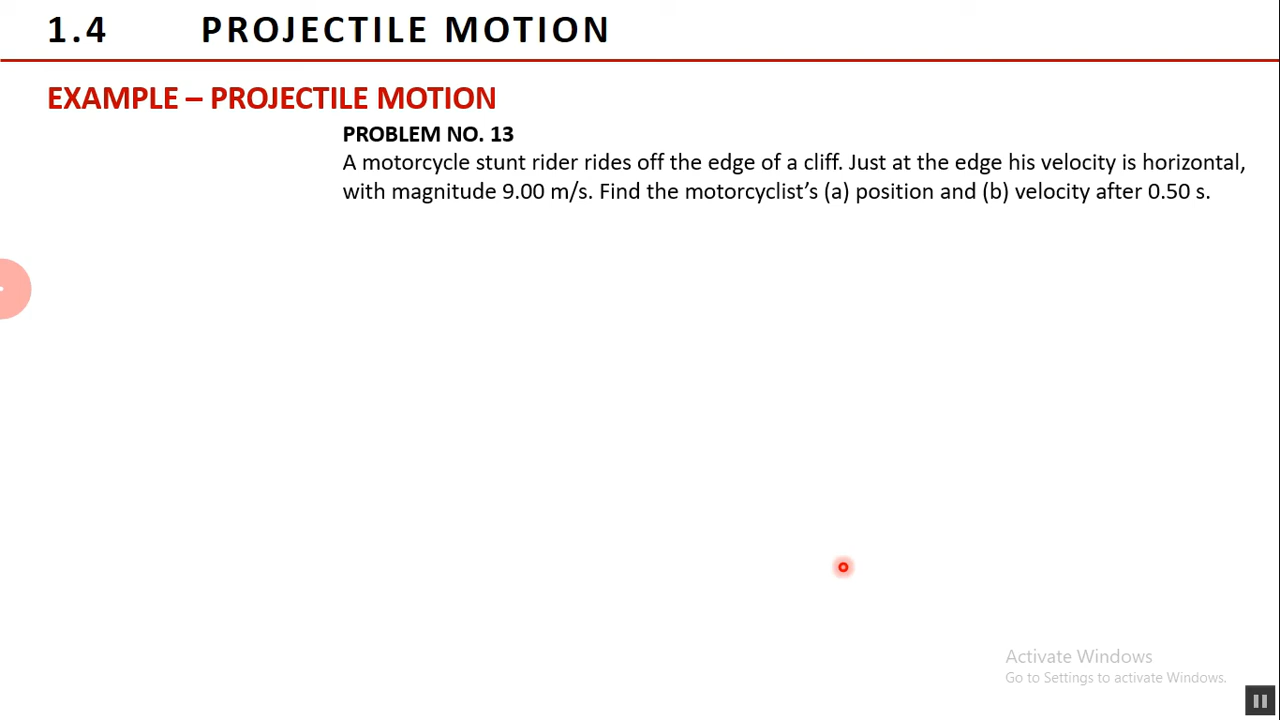 1.4 PROJECTILE MOTION
EXAMPLE – PROJECTILE MOTION
PROBLEM NO. 13
A motorcycle stunt rider rides off the edge of a cliff. Just at the edge his velocity is horizontal,
with magnitude 9.00 m/s. Find the motorcyclist’s (a) position and (b) velocity after 0.50 s.
Activate Windows
Go to Settings to activate Windows.